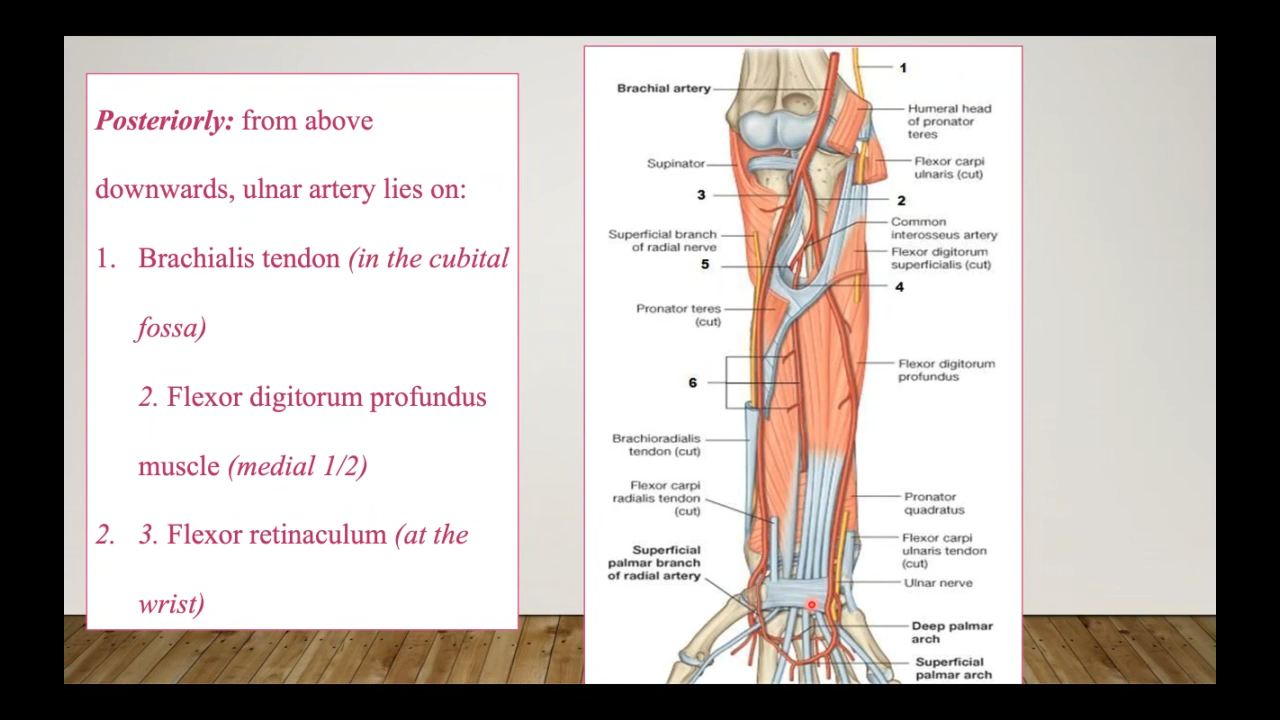 Posteriorly: from above
downwards, ulnar artery lies on:
1. Brachialis tendon (in the cubital
fossa)
2. Flexor digitorum profundus
muscle (medial 1/2)
2. 3. Flexor retinaculum (at the
wrist)
Brachial artery
Supinator
3
Superficial branch
of radial nerve
5
Pronator teres
(cut)
6
Brachioradialis
tendon (cut)
Flexor carpi
radialis tendon
(cut)
Superficial
palmar branch
of radial artery
1
Humeral head
of pronator
teres
Flexor carpi
ulnaris (cut)
2
Common
interosseus artery
Flexor digitorum
superficialis (cut)
4
Flexor digitorum
profundus
Pronator
quadratus
Flexor carpi
ulnaris tendon
(cut)
Ulnar nerve
Deep palmar
arch
Superficial
palmar arch